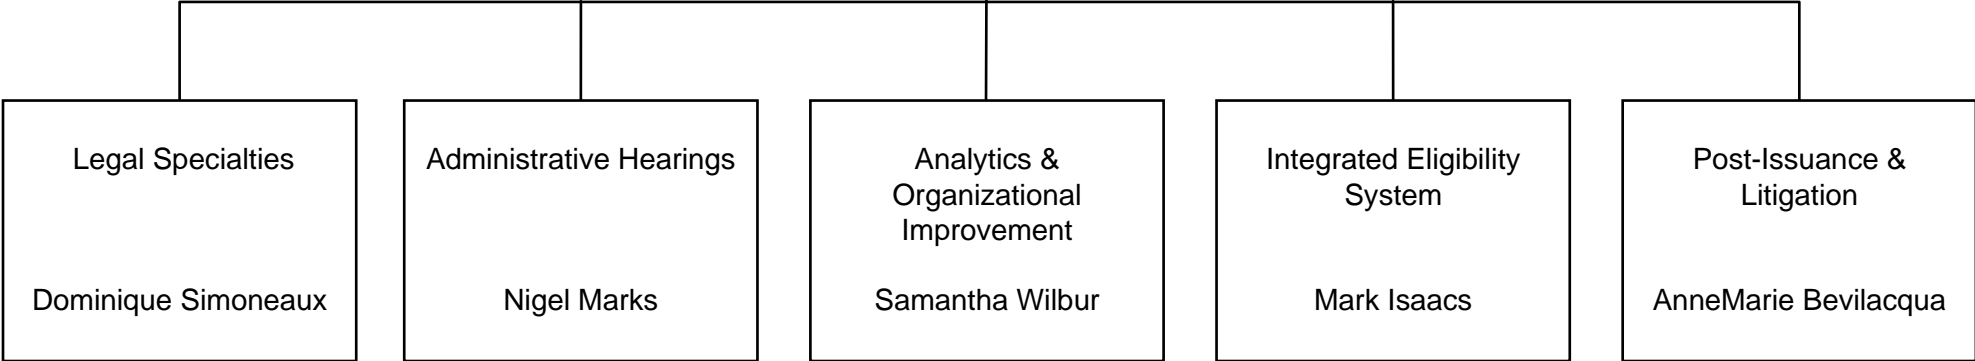 Legal Specialties
Dominique Simoneaux
Administrative Hearings
Nigel Marks
Analytics &
Organizational
Improvement
Samantha Wilbur
Integrated Eligibility
System
Mark Isaacs
Post-Issuance &
Litigation
AnneMarie Bevilacqua